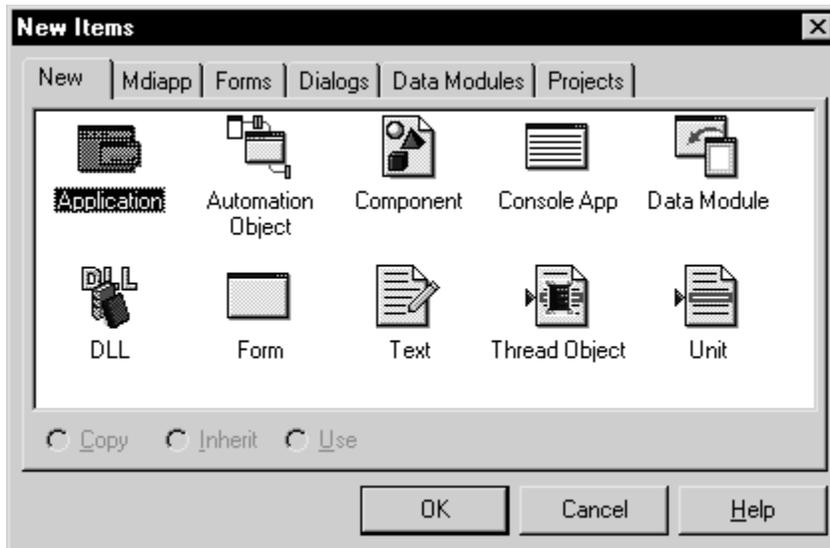 New Items
New Mdiapp Forms Dialogs Data Modules Projects
Application Automation Object Component Console App Data Module
DLL Form Text Thread Object Unit
DLL
Copy Inherit Use
OK Cancel Help